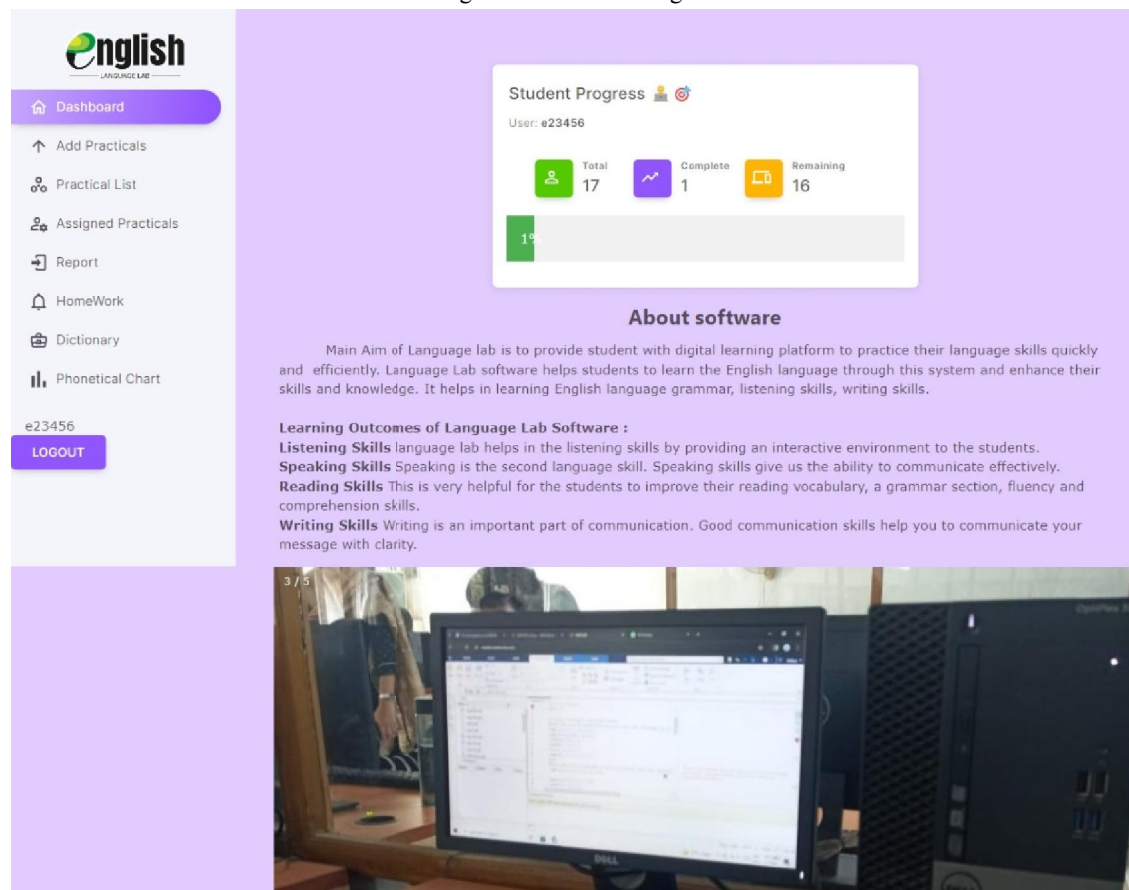 english
LANGUAGE LAB
Dashboard
Add Practicals
Practical List
Assigned Practicals
Report
HomeWork
Dictionary
Phonetical Chart
e23456
LOGOUT
Student Progress
User: e23456
Total
17
Complete
1
Remaining
16
1%
About software
Main Aim of Language lab is to provide student with digital learning platform to practice their language skills quickly
and efficiently. Language Lab software helps students to learn the English language through this system and enhance their
skills and knowledge. It helps in learning English language grammar, listening skills, writing skills.
Learning Outcomes of Language Lab Software :
Listening Skills language lab helps in the listening skills by providing an interactive environment to the students.
Speaking Skills Speaking is the second language skill. Speaking skills give us the ability to communicate effectively.
Reading Skills This is very helpful for the students to improve their reading vocabulary, a grammar section, fluency and
comprehension skills.
Writing Skills Writing is an important part of communication. Good communication skills help you to communicate your
message with clarity.
3 / 5
OptiPlex
DELL